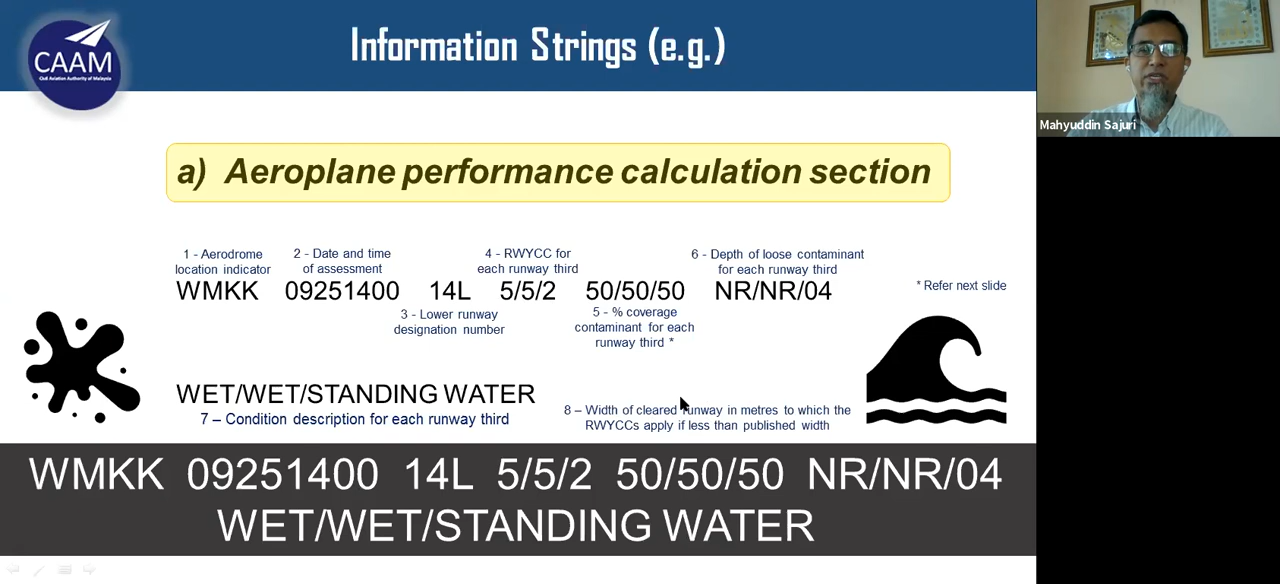 Information Strings (e.g.)
CAAM
Civil Aviation Authority of Malaysia
Mahyuddin Sajuri
a) Aeroplane performance calculation section
1 - Aerodrome
location indicator
2 - Date and time
of assessment
4 - RWYCC for
each runway third
6 - Depth of loose contaminant
for each runway third
WMKK 09251400 14L 5/5/2 50/50/50 NR/NR/04
* Refer next slide
3 - Lower runway
designation number
5 - % coverage
contaminant for each
runway third *
WET/WET/STANDING WATER
7 – Condition description for each runway third
8 – Width of cleared runway in metres to which the
RWYCCs apply if less than published width
WMKK 09251400 14L 5/5/2 50/50/50 NR/NR/04
WET/WET/STANDING WATER